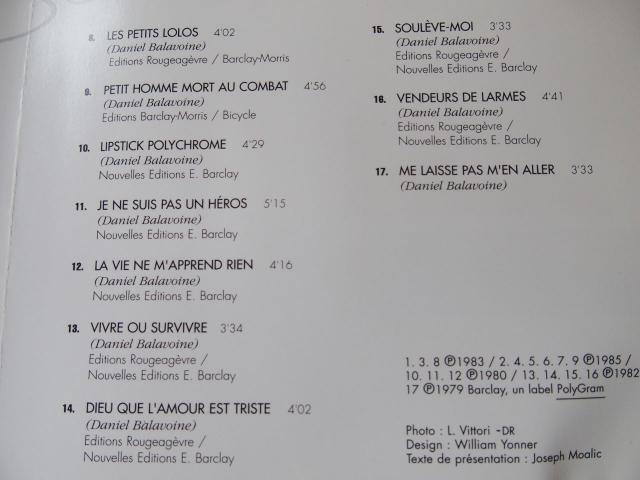 8. LES PETITS LOLOS 4'02
(Daniel Balavoine)
Editions Rougeagèvre / Barclay-Morris
9. PETIT HOMME MORT AU COMBAT 4'56
(Daniel Balavoine)
Editions Barclay-Morris / Bicycle
10. LIPSTICK POLYCHROME 4'29
(Daniel Balavoine)
Nouvelles Editions E. Barclay
11. JE NE SUIS PAS UN HÉROS 5'15
(Daniel Balavoine)
Nouvelles Editions E. Barclay
12. LA VIE NE M'APPREND RIEN 4'16
(Daniel Balavoine)
Nouvelles Editions E. Barclay
13. VIVRE OU SURVIVRE 3'34
(Daniel Balavoine)
Editions Rougeagèvre /
Nouvelles Editions E. Barclay
14. DIEU QUE L'AMOUR EST TRISTE 4'02
(Daniel Balavoine)
Editions Rougeagèvre /
Nouvelles Editions E. Barclay
15. SOULÈVE-MOI 3'33
(Daniel Balavoine)
Editions Rougeagèvre /
Nouvelles Editions E. Barclay
16. VENDEURS DE LARMES 4'41
(Daniel Balavoine)
Editions Rougeagèvre /
Nouvelles Editions E. Barclay
17. ME LAISSE PAS M'EN ALLER 3'33
(Daniel Balavoine)
1. 3. 8 ℗1983 / 2. 4. 5. 6. 7. 9 ℗1985 /
10. 11. 12 ℗1980 / 13. 14. 15. 16 ℗1982
17 ℗1979 Barclay, un label PolyGram
Photo : L. Vittori -DR
Design : William Yonner
Texte de présentation : Joseph Moalic